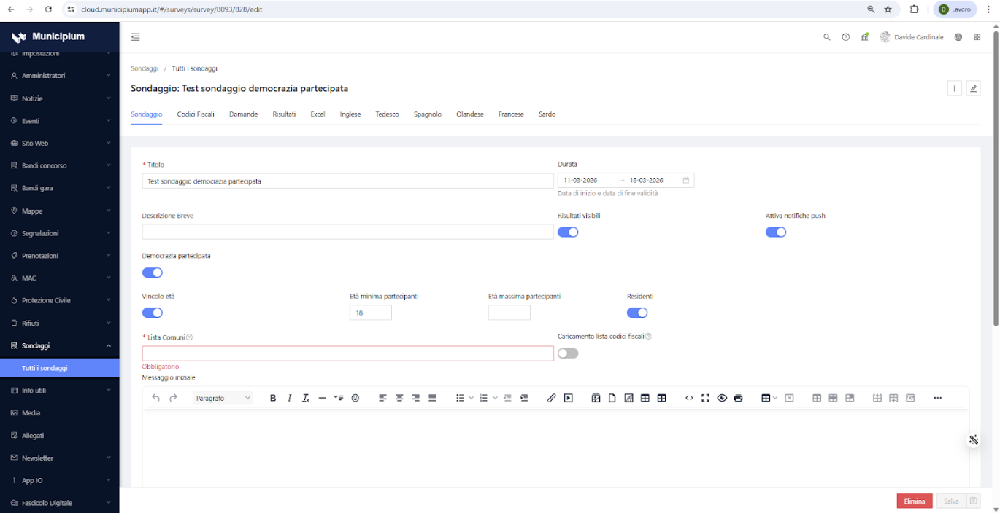 cloud.municipiumapp.it/#/surveys/survey/8093/828/edit
D Lavoro
Municipium
Impostazioni
Amministratori
Notizie
Eventi
Sito Web
Bandi concorso
Bandi gara
Mappe
Segnalazioni
Prenotazioni
MAC
Protezione Civile
Rifiuti
Sondaggi
Tutti i sondaggi
Info utili
Media
Allegati
Newsletter
App IO
Fascicolo Digitale
Davide Cardinale
Sondaggi / Tutti i sondaggi
Sondaggio: Test sondaggio democrazia partecipata
Sondaggio Codici Fiscali Domande Risultati Excel Inglese Tedesco Spagnolo Olandese Francese Sardo
* Titolo
Test sondaggio democrazia partecipata
Durata
11-03-2026 → 18-03-2026
Data di inizio e data di fine validità
Descrizione Breve
Risultati visibili
Attiva notifiche push
Democrazia partecipata
Vincolo età
Età minima partecipanti
18
Età massima partecipanti
Residenti
* Lista Comuni
Obbligatorio
Caricamento lista codici fiscali
Messaggio iniziale
Paragrafo
Elimina
Salva